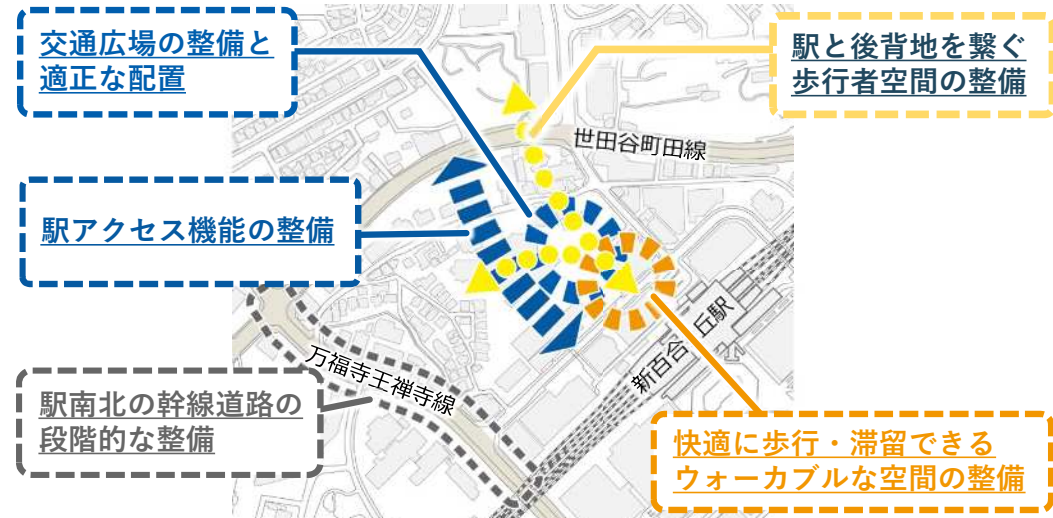 交通広場の整備と
適正な配置
駅と後背地を繋ぐ
歩行者空間の整備
世田谷町田線
駅アクセス機能の整備
新百合 丘駅
万福寺王禅寺線
駅南北の幹線道路の
段階的な整備
快適に歩行・滞留できる
ウォーカブルな空間の整備